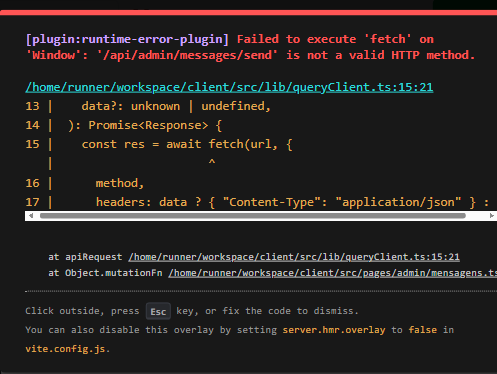 [plugin:runtime-error-plugin] Failed to execute 'fetch' on
'Window': '/api/admin/messages/send' is not a valid HTTP method.
/home/runner/workspace/client/src/lib/queryClient.ts:15:21
13 |     data?: unknown | undefined,
14 |   ): Promise<Response> {
15 |     const res = await fetch(url, {
   |                       ^
16 |       method,
17 |       headers: data ? { "Content-Type": "application/json" } :
at apiRequest /home/runner/workspace/client/src/lib/queryClient.ts:15:21
at Object.mutationFn /home/runner/workspace/client/src/pages/admin/mensagens.ts
Click outside, press Esc key, or fix the code to dismiss.
You can also disable this overlay by setting server.hmr.overlay to false in
vite.config.js.